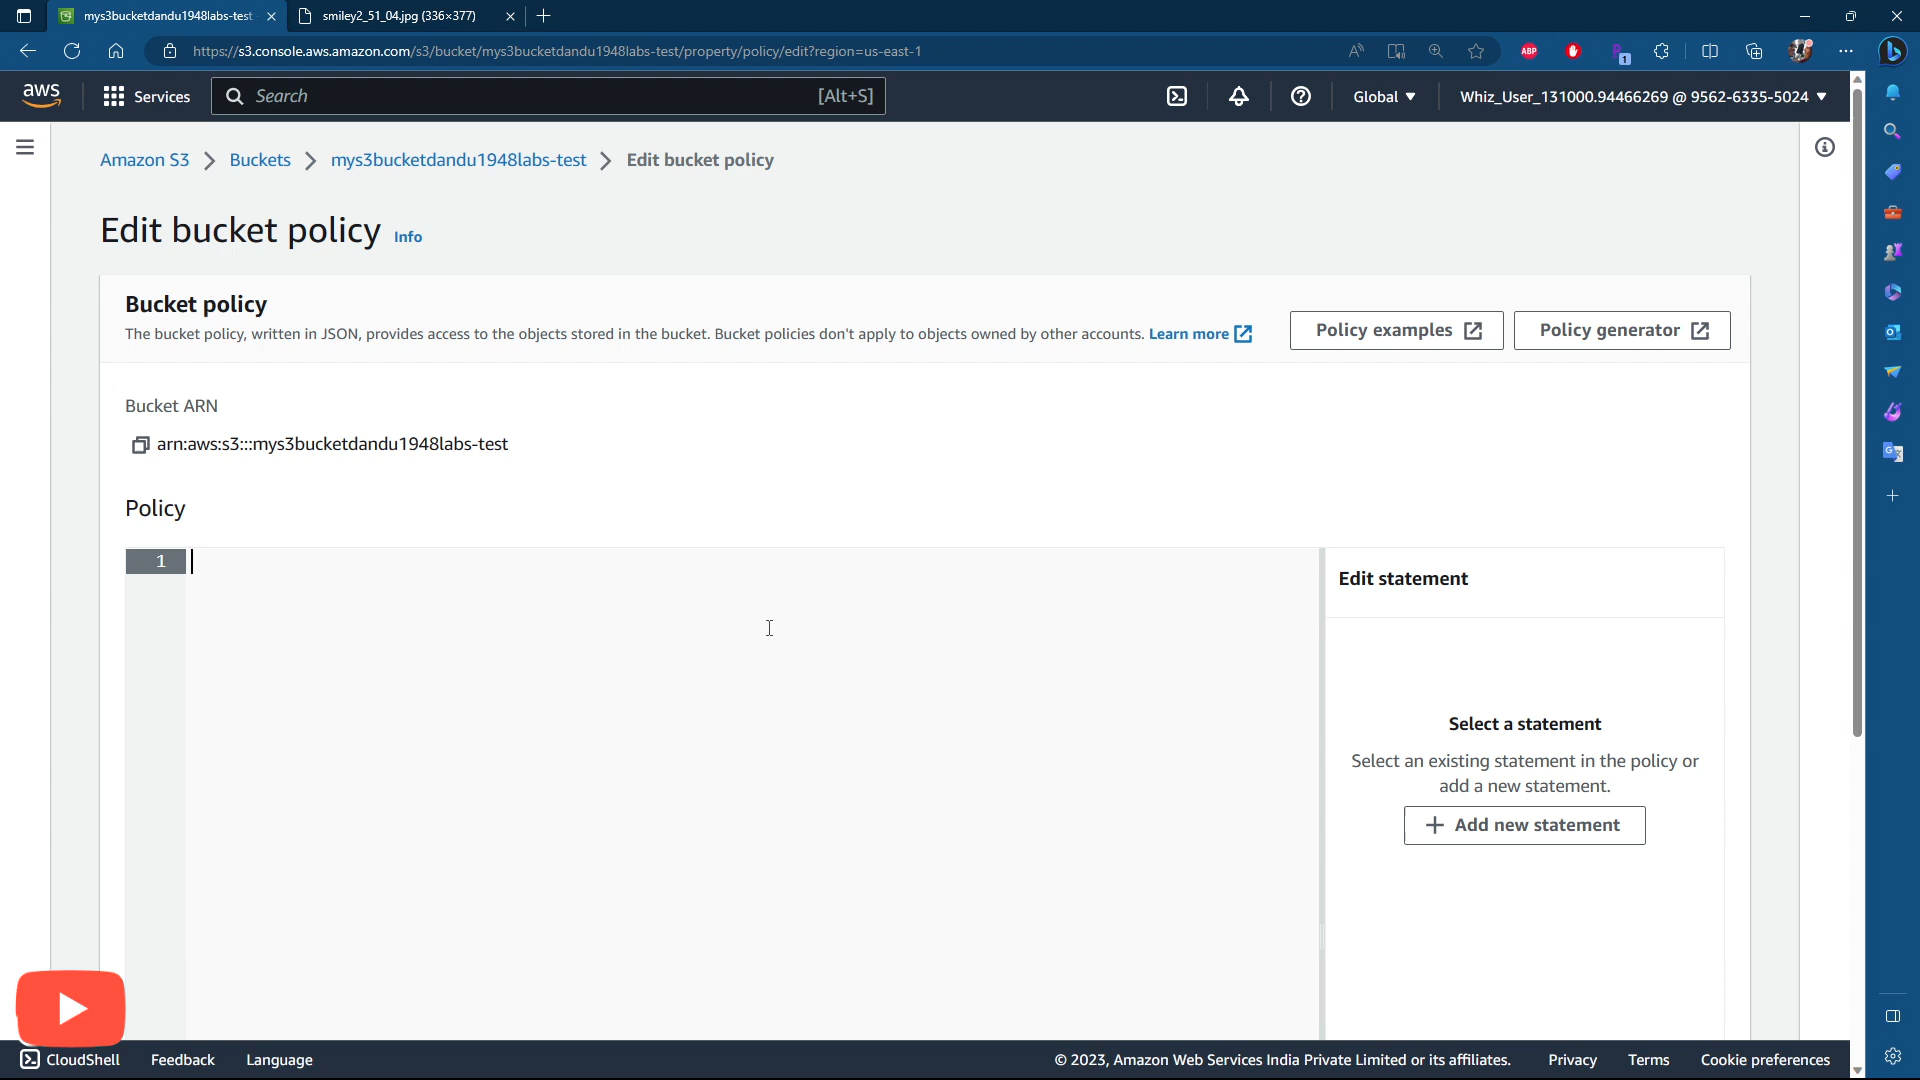 mys3bucketdandu1948labs-test
smiley2_51_04.jpg (336×377)
https://s3.console.aws.amazon.com/s3/bucket/mys3bucketdandu1948labs-test/property/policy/edit?region=us-east-1
ABP
1
aws
Services
Search
[Alt+S]
Global
Whiz_User_131000.94466269 @ 9562-6335-5024
Amazon S3
Buckets
mys3bucketdandu1948labs-test
Edit bucket policy
Edit bucket policy
Info
Bucket policy
The bucket policy, written in JSON, provides access to the objects stored in the bucket. Bucket policies don't apply to objects owned by other accounts. Learn more
Policy examples
Policy generator
Bucket ARN
arn:aws:s3:::mys3bucketdandu1948labs-test
Policy
1
Edit statement
Select a statement
Select an existing statement in the policy or
add a new statement.
+ Add new statement
CloudShell
Feedback
Language
© 2023, Amazon Web Services India Private Limited or its affiliates.
Privacy
Terms
Cookie preferences